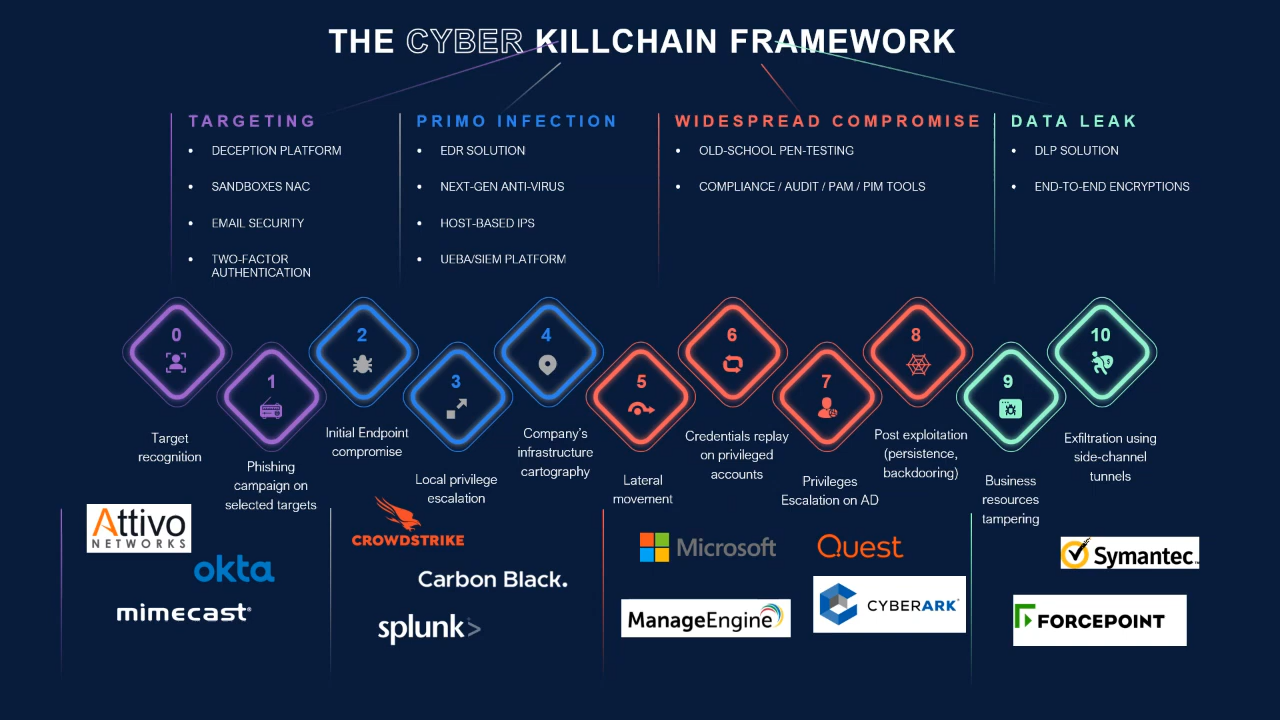 THE CYBER KILLCHAIN FRAMEWORK
TARGETING
• DECEPTION PLATFORM
• SANDBOXES NAC
• EMAIL SECURITY
• TWO-FACTOR
AUTHENTICATION
PRIMO INFECTION
• EDR SOLUTION
• NEXT-GEN ANTI-VIRUS
• HOST-BASED IPS
• UEBA/SIEM PLATFORM
WIDESPREAD COMPROMISE
• OLD-SCHOOL PEN-TESTING
• COMPLIANCE / AUDIT / PAM / PIM TOOLS
DATA LEAK
• DLP SOLUTION
• END-TO-END ENCRYPTIONS
0
Target
recognition
1
Phishing
campaign on
selected targets
2
Initial Endpoint
compromise
3
Local privilege
escalation
4
Company's
infrastructure
cartography
5
Lateral
movement
6
Credentials replay
on privileged
accounts
7
Privileges
Escalation on AD
8
Post exploitation
(persistence,
backdooring)
9
Business
resources
tampering
10
Exfiltration using
side-channel
tunnels
Attivo
NETWORKS
okta
mimecast®
CROWDSTRIKE
Carbon Black.
splunk>
Microsoft
Quest
ManageEngine
CYBERARK®
Symantec™
FORCEPOINT